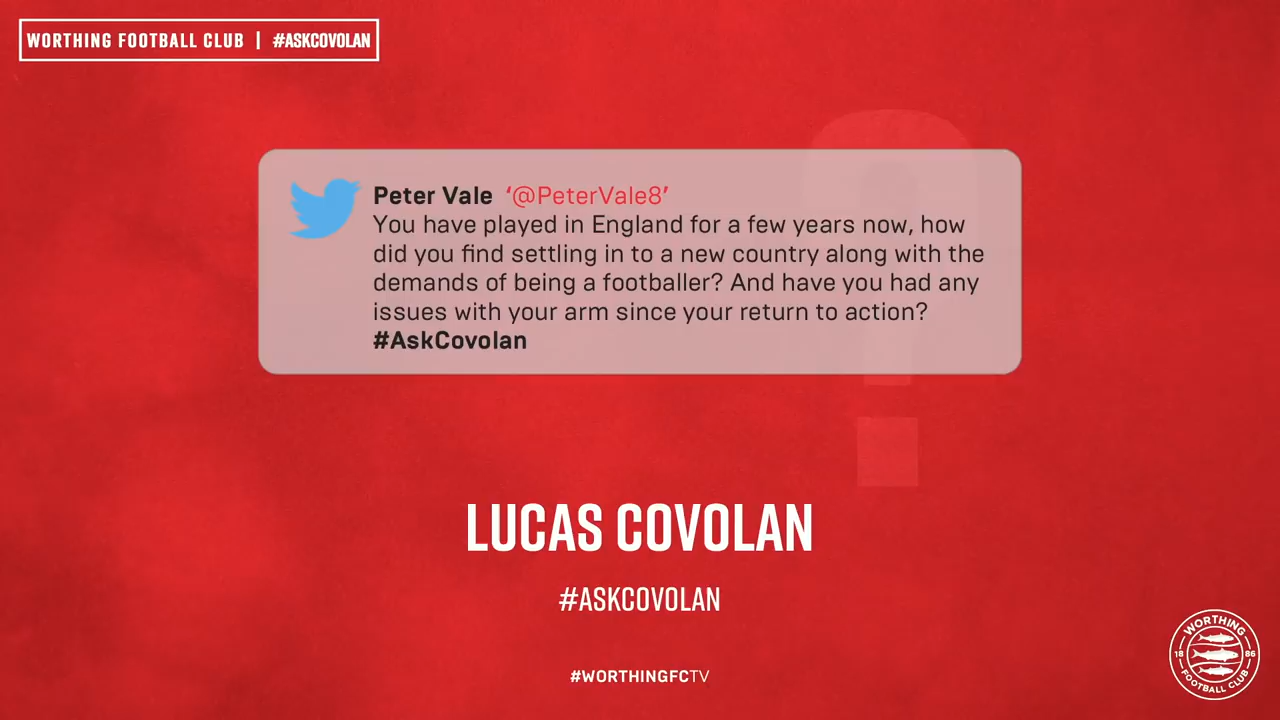 WORTHING FOOTBALL CLUB | #ASKCOVOLAN
Peter Vale '@PeterVale8'
You have played in England for a few years now, how
did you find settling in to a new country along with the
demands of being a footballer? And have you had any
issues with your arm since your return to action?
#AskCovolan
LUCAS COVOLAN
#ASKCOVOLAN
#WORTHINGFCTV
WORTHING
18 86
FOOTBALL CLUB